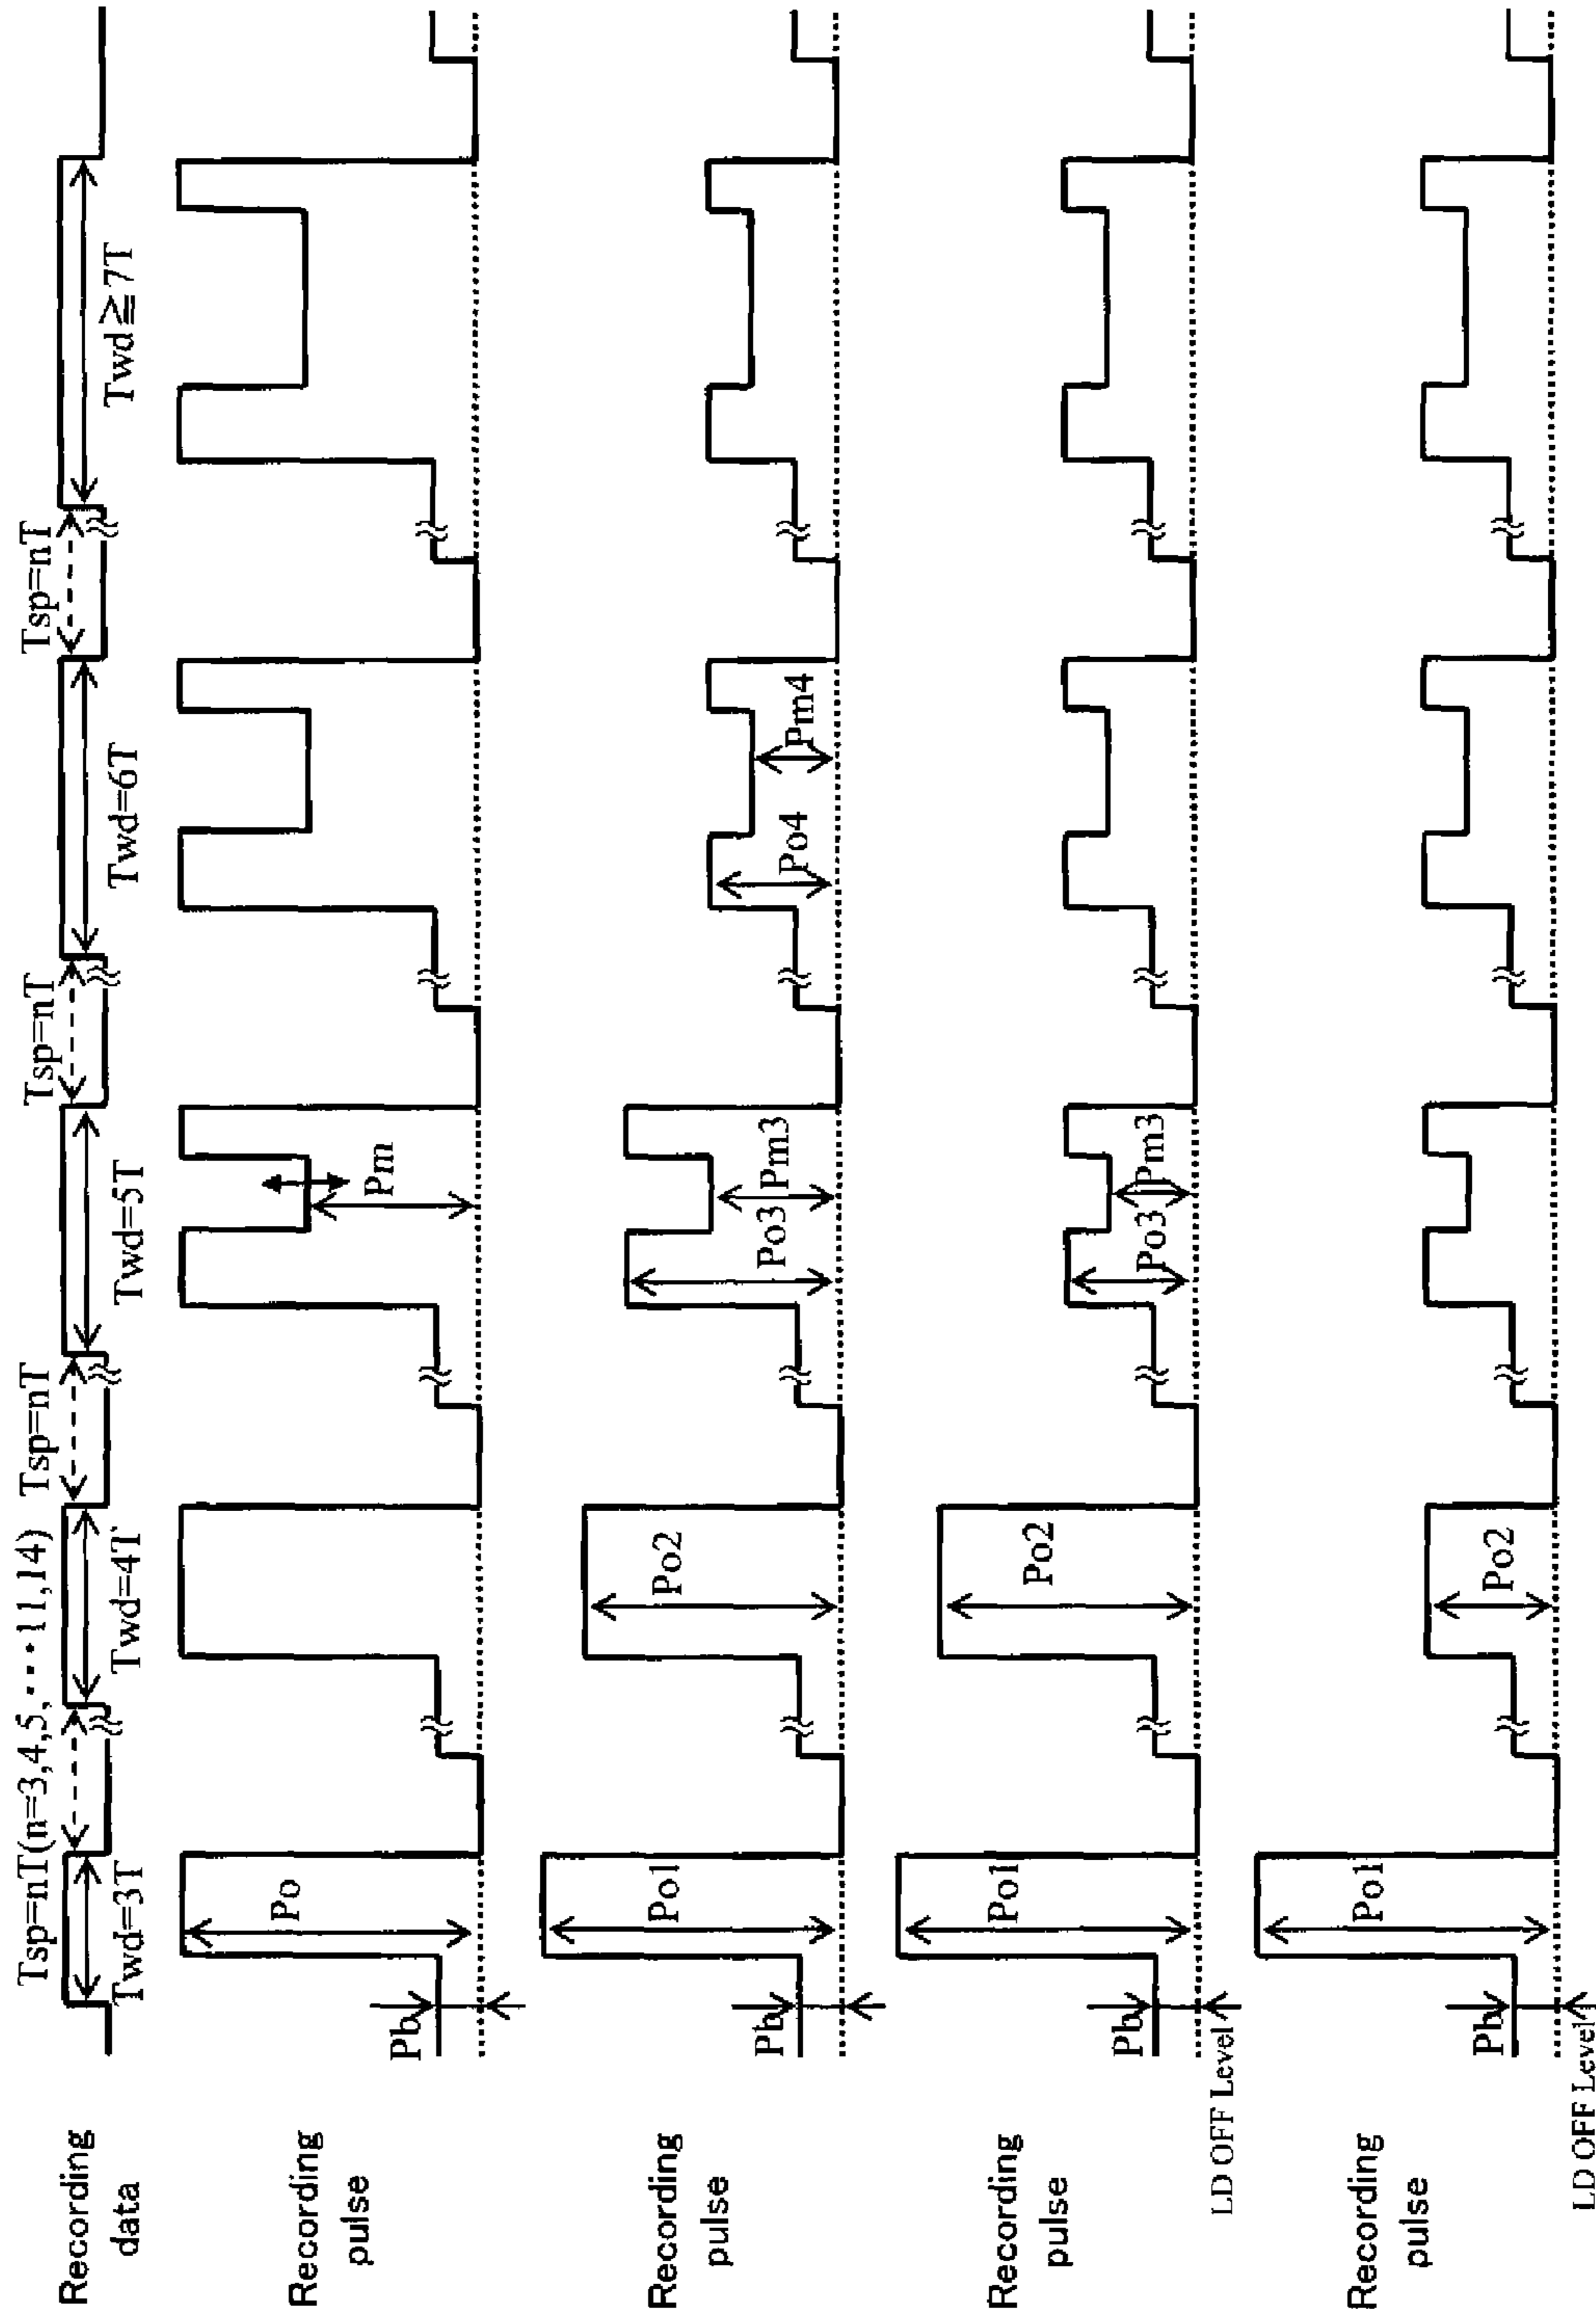 Recording
data
Tsp=nT(n=3,4,5,･･･11,14)
Tsp=nT
Tsp=nT
Tsp=nT
Twd=3T
Twd=4T
Twd=5T
Twd=6T
Twd≧7T
Recording
pulse
Pb
Po
Pm
Recording
pulse
Pb
Po1
Po2
Po3
Pm3
Po4
Pm4
Recording
pulse
LD OFF Level
Pb
Po1
Po2
Po3
Pm3
Recording
pulse
LD OFF Level
Pb
Po1
Po2